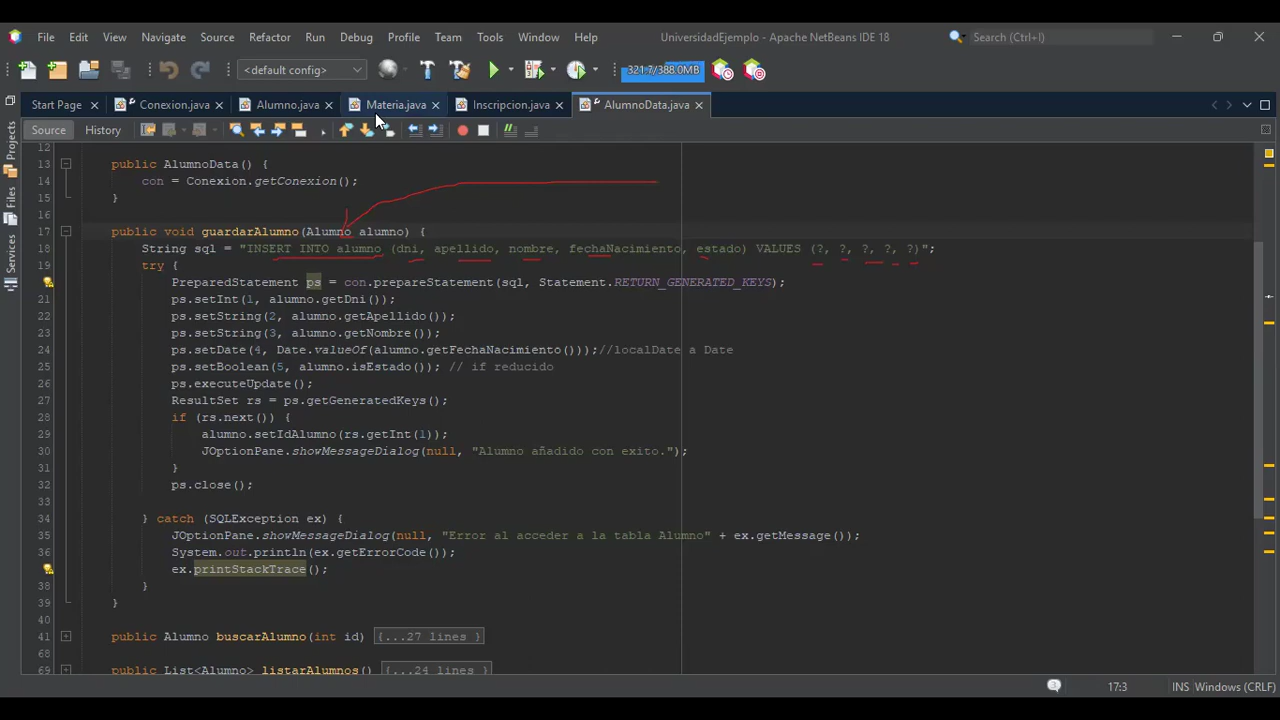 File Edit View Navigate Source Refactor Run Debug Profile Team Tools Window Help UniversidadEjemplo - Apache NetBeans IDE 18 Search (Ctrl+I)
<default config> 321.7/388.0MB
Start Page Conexion.java Alumno.java Materia.java Inscripcion.java AlumnoData.java
Source History
Projects
Files
Services
12
13 public AlumnoData() {
14 con = Conexion.getConexion();
15 }
16
17 public void guardarAlumno(Alumno alumno) {
18 String sql = "INSERT INTO alumno (dni, apellido, nombre, fechaNacimiento, estado) VALUES (?, ?, ?, ?, ?)";
19 try {
PreparedStatement ps = con.prepareStatement(sql, Statement.RETURN_GENERATED_KEYS);
21 ps.setInt(1, alumno.getDni());
22 ps.setString(2, alumno.getApellido());
23 ps.setString(3, alumno.getNombre());
24 ps.setDate(4, Date.valueOf(alumno.getFechaNacimiento()));//localDate a Date
25 ps.setBoolean(5, alumno.isEstado()); // if reducido
26 ps.executeUpdate();
27 ResultSet rs = ps.getGeneratedKeys();
28 if (rs.next()) {
29 alumno.setIdAlumno(rs.getInt(1));
30 JOptionPane.showMessageDialog(null, "Alumno añadido con exito.");
31 }
32 ps.close();
33
34 } catch (SQLException ex) {
35 JOptionPane.showMessageDialog(null, "Error al acceder a la tabla Alumno" + ex.getMessage());
36 System.out.println(ex.getErrorCode());
ex.printStackTrace();
38 }
39 }
40
41 public Alumno buscarAlumno(int id) {...27 lines }
68
69 public List<Alumno> listarAlumnos() {...24 lines }
17:3 INS Windows (CRLF)